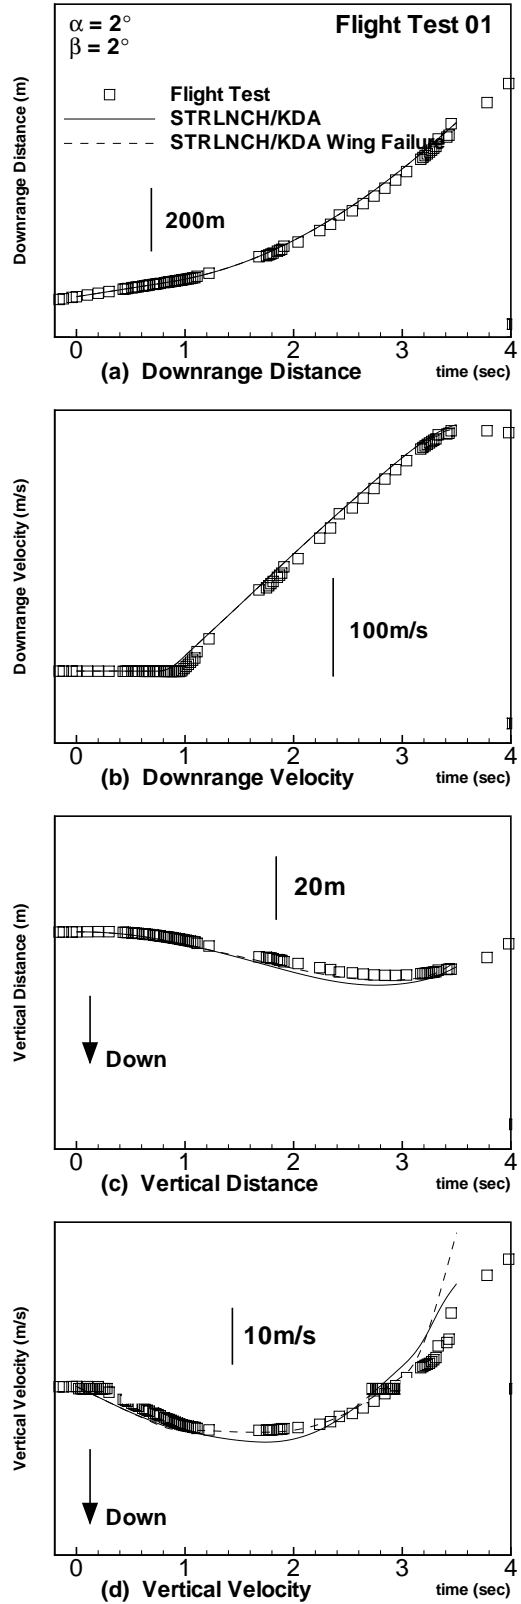 α = 2°
β = 2°
Flight Test 01
Flight Test
STRLNCH/KDA
STRLNCH/KDA Wing Failure
Downrange Distance (m)
200m
0 1 2 3 4
(a) Downrange Distance
time (sec)
Downrange Velocity (m/s)
100m/s
0 1 2 3 4
(b) Downrange Velocity
time (sec)
Vertical Distance (m)
20m
Down
0 1 2 3 4
(c) Vertical Distance
time (sec)
Vertical Velocity (m/s)
10m/s
Down
0 1 2 3 4
(d) Vertical Velocity
time (sec)